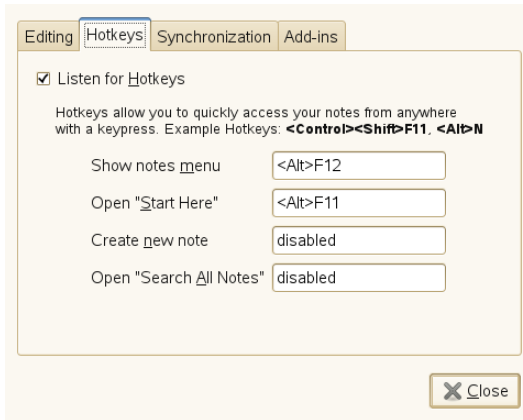 Editing Hotkeys Synchronization Add-ins
Listen for Hotkeys
Hotkeys allow you to quickly access your notes from anywhere
with a keypress. Example Hotkeys: <Control><Shift>F11, <Alt>N
Show notes menu <Alt>F12
Open "Start Here" <Alt>F11
Create new note disabled
Open "Search All Notes" disabled
Close